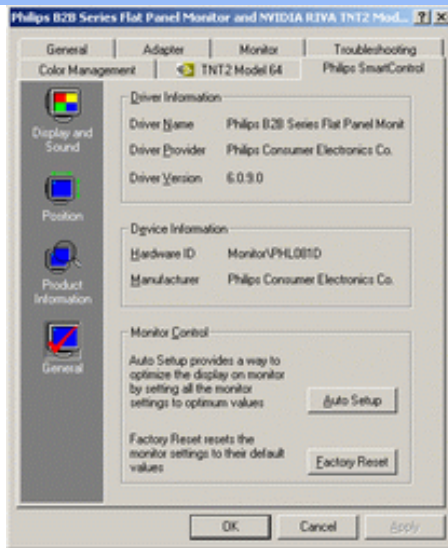 Philips B2B Series Flat Panel Monitor and NVIDIA RIVA TNT2 Mod...
General Adapter Monitor Troubleshooting
Color Management TNT2 Model 64 Philips SmartControl
Display and
Sound
Position
Product
Information
General
Driver Information
Driver Name Philips B2B Series Flat Panel Monit
Driver Provider Philips Consumer Electronics Co.
Driver Version 6.0.9.0
Device Information
Hardware ID Monitor\PHL081D
Manufacturer Philips Consumer Electronics Co.
Monitor Control
Auto Setup provides a way to
optimize the display on monitor
by setting all the monitor
settings to optimum values
Auto Setup
Factory Reset resets the
monitor settings to their default
values
Factory Reset
OK Cancel Apply